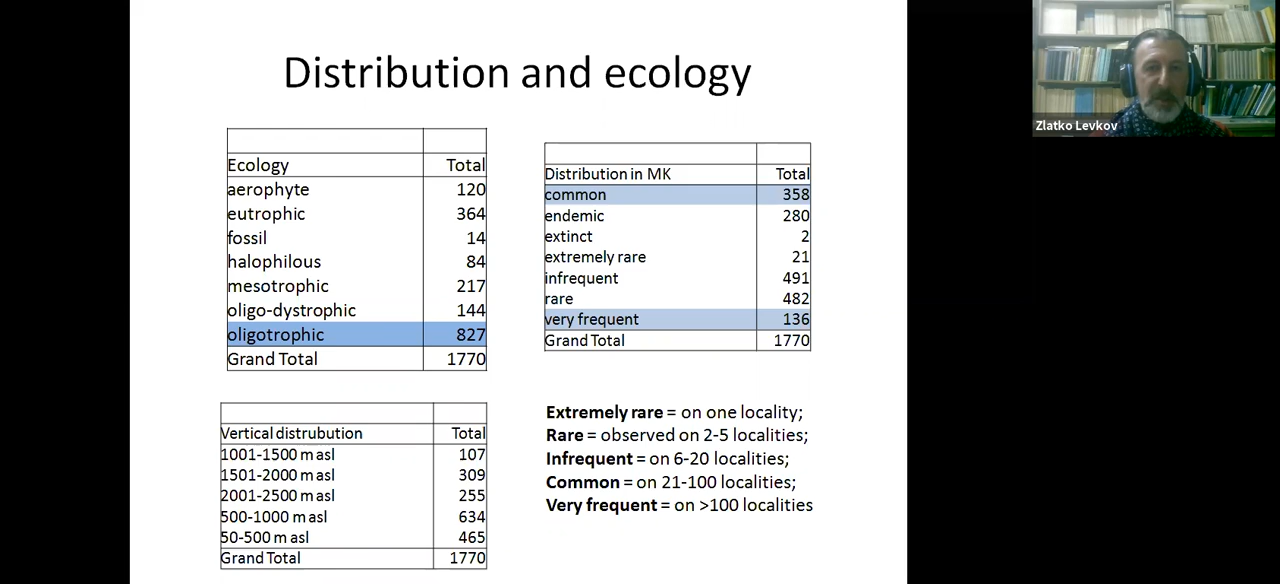 Distribution and ecology
Ecology Total
aerophyte 120
eutrophic 364
fossil 14
halophilous 84
mesotrophic 217
oligo-dystrophic 144
oligotrophic 827
Grand Total 1770
Distribution in MK Total
common 358
endemic 280
extinct 2
extremely rare 21
infrequent 491
rare 482
very frequent 136
Grand Total 1770
Vertical distrubution Total
1001-1500 m asl 107
1501-2000 m asl 309
2001-2500 m asl 255
500-1000 m asl 634
50-500 m asl 465
Grand Total 1770
Extremely rare = on one locality;
Rare = observed on 2-5 localities;
Infrequent = on 6-20 localities;
Common = on 21-100 localities;
Very frequent = on >100 localities
Zlatko Levkov